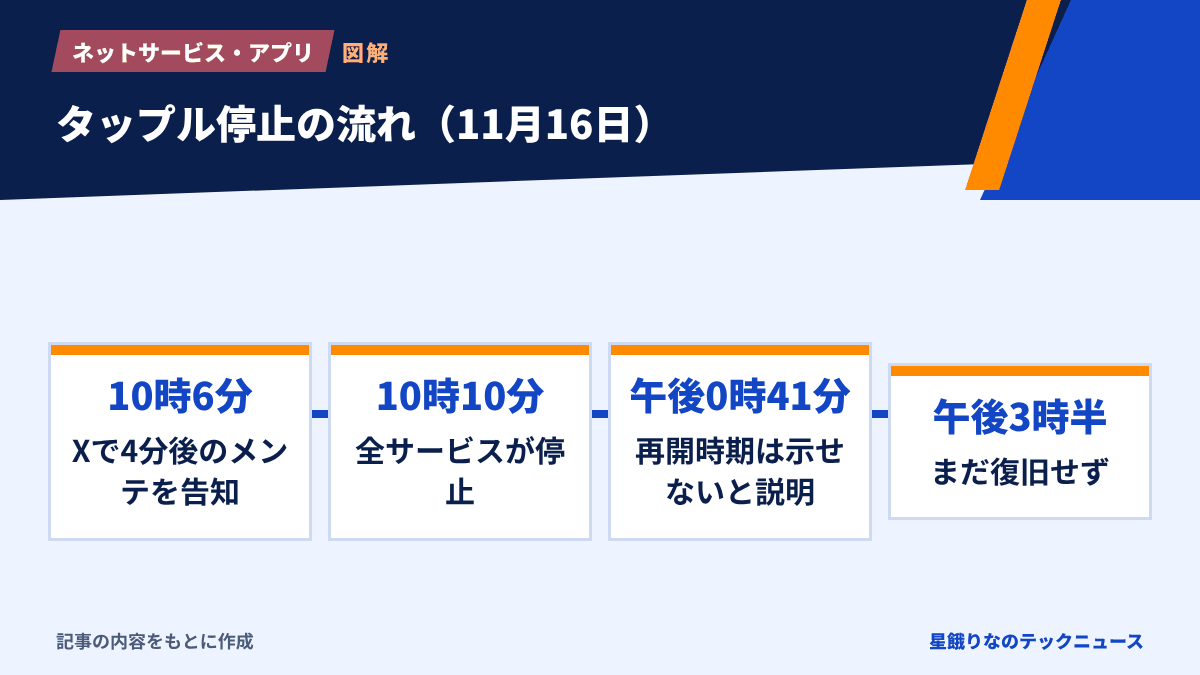 ネットサービス・アプリ 図解
タップル停止の流れ（11月16日）
10時6分
Xで4分後のメン
テを告知
10時10分
全サービスが停
止
午後0時41分
再開時期は示せ
ないと説明
午後3時半
まだ復旧せず
記事の内容をもとに作成
星餓りなのテックニュース